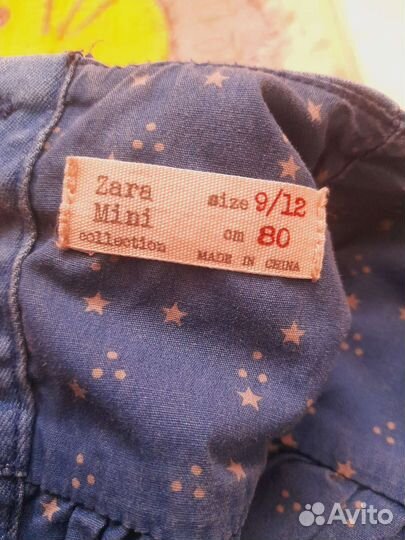 Zara
Mini
collection
size 9/12
cm 80
MADE IN CHINA
Avito